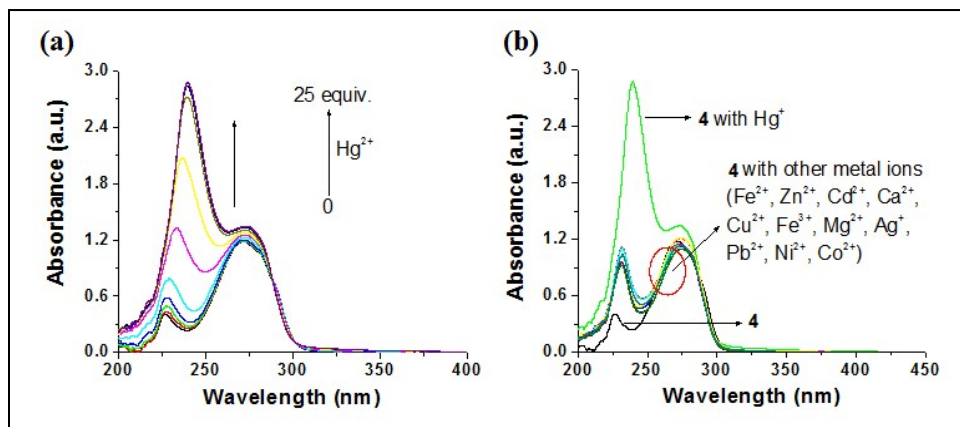 (a)
Absorbance (a.u.)
3.0
2.4
1.8
1.2
0.6
0.0
25 equiv.
Hg²⁺
0
200 250 300 350 400
Wavelength (nm)
(b)
Absorbance (a.u.)
3.0
2.4
1.8
1.2
0.6
0.0
4 with Hg⁺
4 with other metal ions
(Fe²⁺, Zn²⁺, Cd²⁺, Ca²⁺,
Cu²⁺, Fe³⁺, Mg²⁺, Ag⁺,
Pb²⁺, Ni²⁺, Co²⁺)
4
200 250 300 350 400 450
Wavelength (nm)